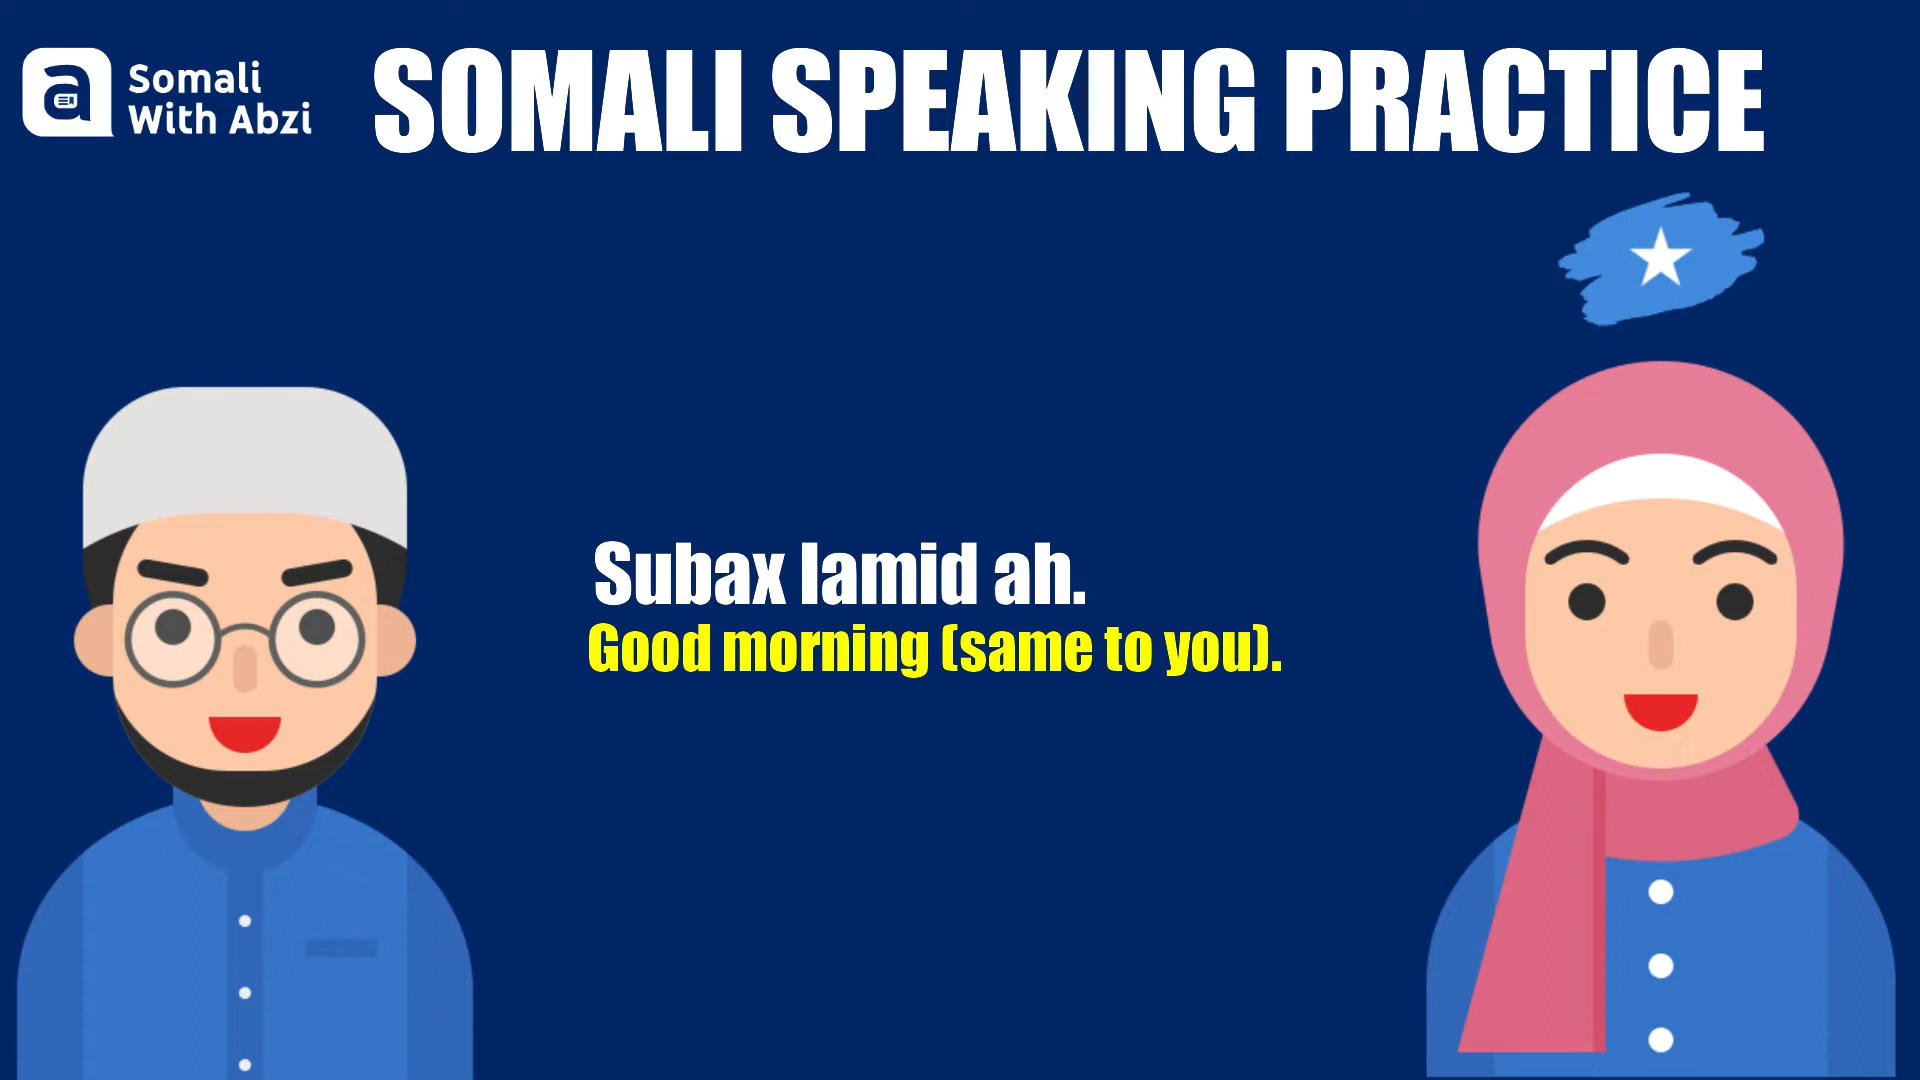 Somali
With Abzi
SOMALI SPEAKING PRACTICE
Subax lamid ah.
Good morning (same to you).